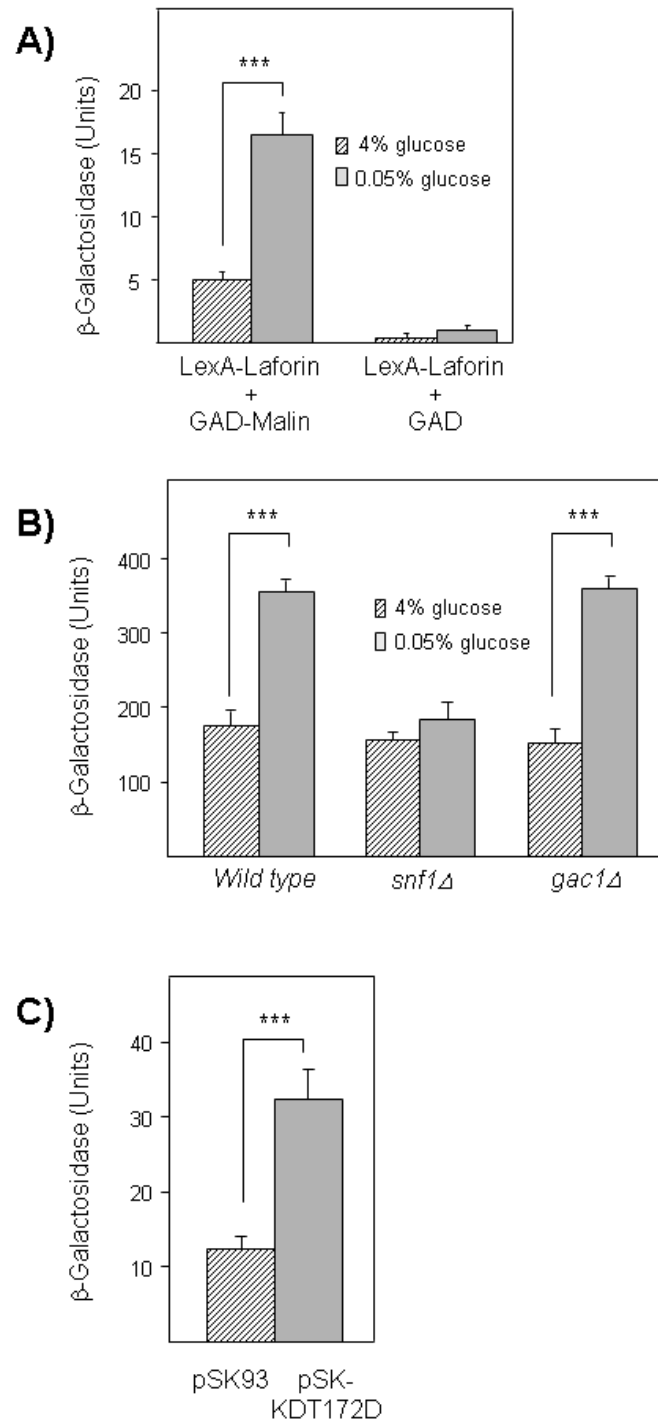 A)
***
β-Galactosidase (Units)
20
15
10
5
4% glucose
0.05% glucose
LexA-Laforin
+
GAD-Malin
LexA-Laforin
+
GAD
B)
***
***
β-Galactosidase (Units)
400
300
200
100
4% glucose
0.05% glucose
Wild type
snf1Δ
gac1Δ
C)
***
β-Galactosidase (Units)
40
30
20
10
pSK93
pSK-
KDT172D